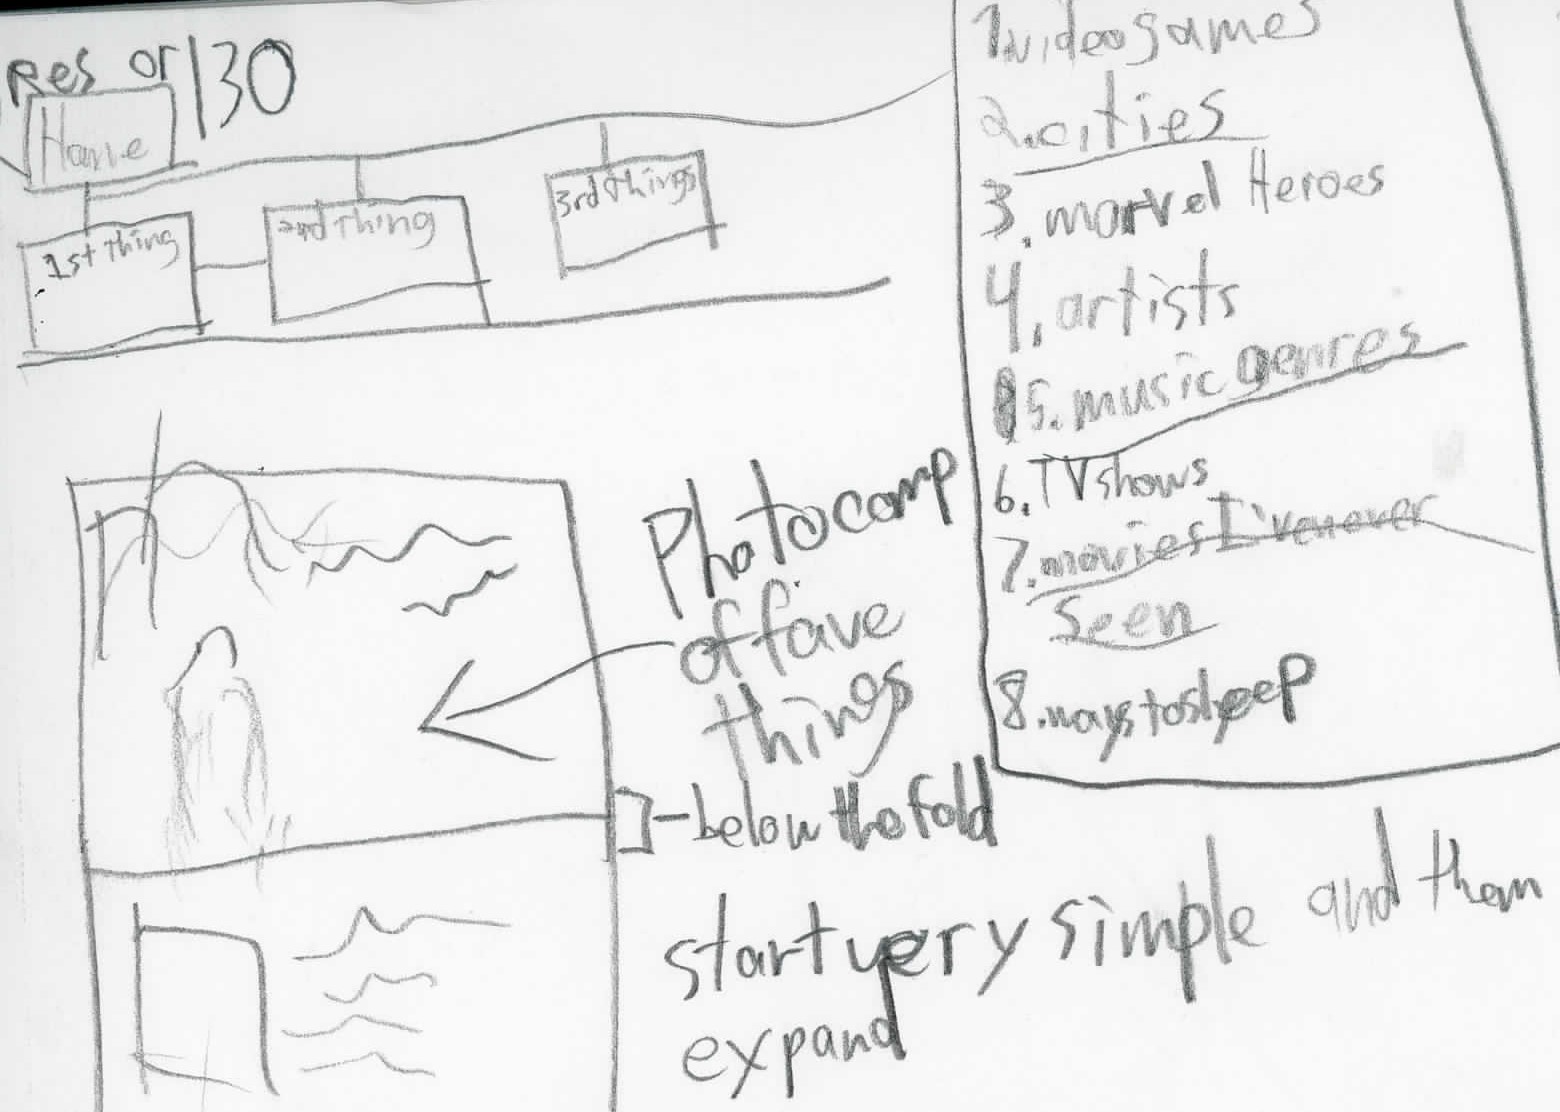 Res or 130
Home
1st thing
2nd thing
3rd things
1. videogames
2. cities
3. marvel Heroes
4. artists
5. music genres
6. TV shows
7. movies I've never
seen
8. ways to sleep
Photo comp
of fave
things
- below the fold
start very simple and then
expand